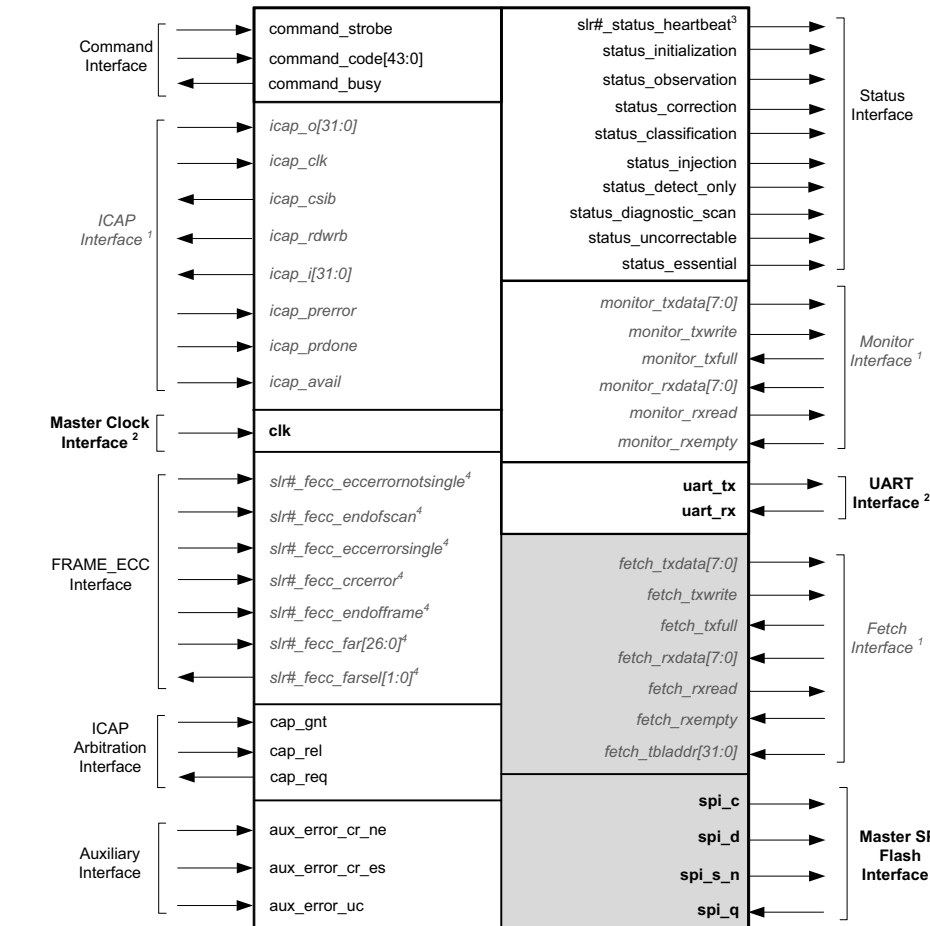 Command
Interface
command_strobe
command_code[43:0]
command_busy
ICAP
Interface 1
icap_o[31:0]
icap_clk
icap_csib
icap_rdwrb
icap_i[31:0]
icap_prerror
icap_prdone
icap_avail
Master Clock
Interface 2
clk
FRAME_ECC
Interface
slr#_fecc_eccerrornotsingle4
slr#_fecc_endofscan4
slr#_fecc_eccerrorsingle4
slr#_fecc_crcerror4
slr#_fecc_endofframe4
slr#_fecc_far[26:0]4
slr#_fecc_farsel[1:0]4
ICAP
Arbitration
Interface
cap_gnt
cap_rel
cap_req
Auxiliary
Interface
aux_error_cr_ne
aux_error_cr_es
aux_error_uc
slr#_status_heartbeat3
status_initialization
status_observation
status_correction
status_classification
status_injection
status_detect_only
status_diagnostic_scan
status_uncorrectable
status_essential
Status
Interface
monitor_txdata[7:0]
monitor_txwrite
monitor_txfull
monitor_rxdata[7:0]
monitor_rxread
monitor_rxempty
Monitor
Interface 1
uart_tx
uart_rx
UART
Interface 2
fetch_txdata[7:0]
fetch_txwrite
fetch_txfull
fetch_rxdata[7:0]
fetch_rxread
fetch_rxempty
fetch_tbladdr[31:0]
Fetch
Interface 1
spi_c
spi_d
spi_s_n
spi_q
Master
Flash
Interface